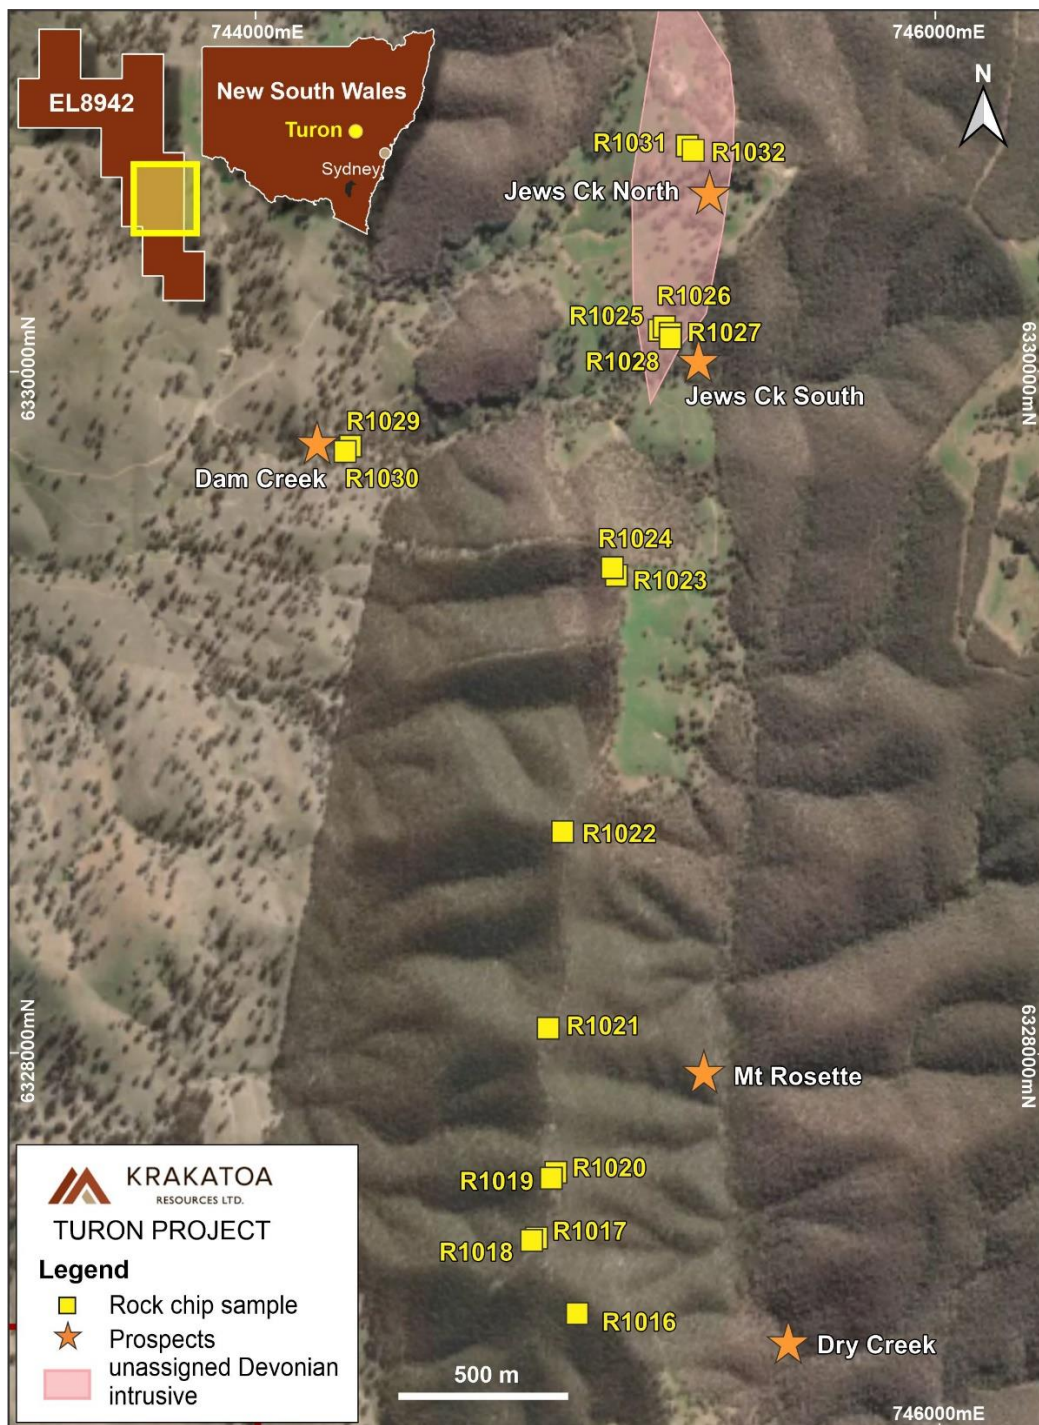 744000mE
746000mE
EL8942
New South Wales
Turon
Sydney
N
R1031
R1032
Jews Ck North
R1026
R1025
R1027
R1028
Jews Ck South
6330000mN
6330000mN
R1029
Dam Creek
R1030
R1024
R1023
R1022
R1021
Mt Rosette
6328000mN
6328000mN
R1020
R1019
R1017
R1018
R1016
Dry Creek
KRAKATOA
RESOURCES LTD.
TURON PROJECT
Legend
Rock chip sample
Prospects
unassigned Devonian
intrusive
500 m
746000mE